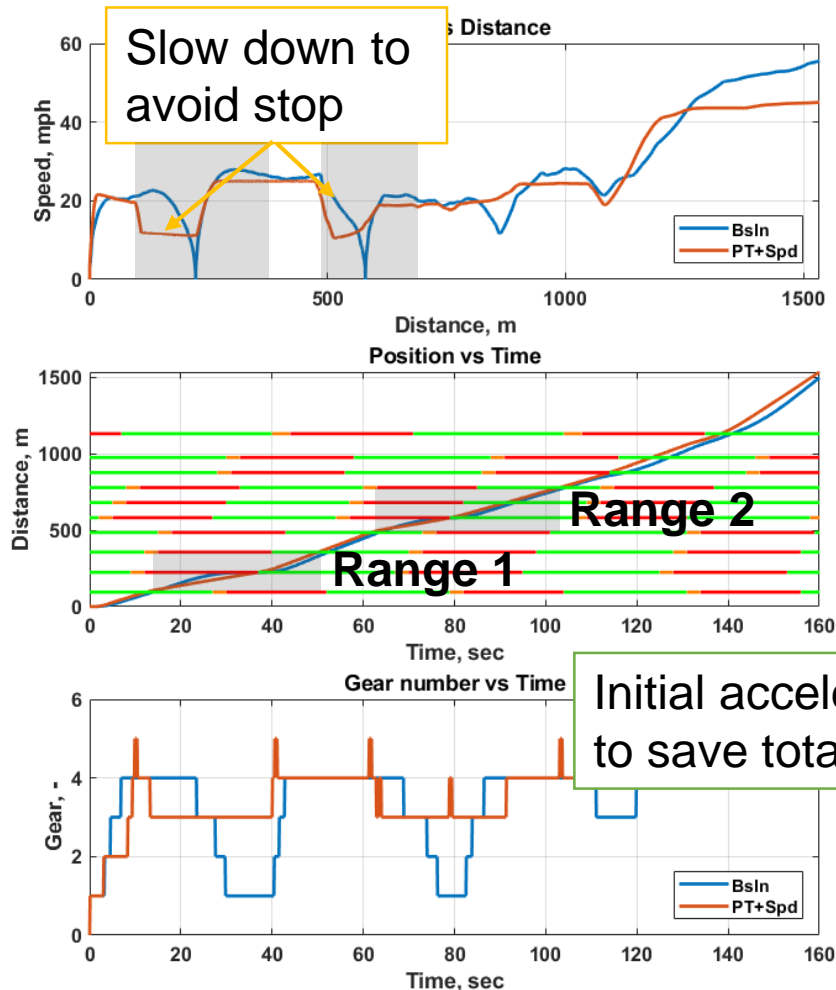 Slow down to
avoid stop
s Distance
60
40
20
0
Speed, mph
Bsln
PT+Spd
0
500
1000
1500
Distance, m
Position vs Time
1500
1000
500
0
Distance, m
Range 2
Range 1
0
20
40
60
80
100
120
140
160
Time, sec
Gear number vs Time
Initial accele
to save tota
6
4
2
0
Gear, -
Bsln
PT+Spd
0
20
40
60
80
100
120
140
160
Time, sec